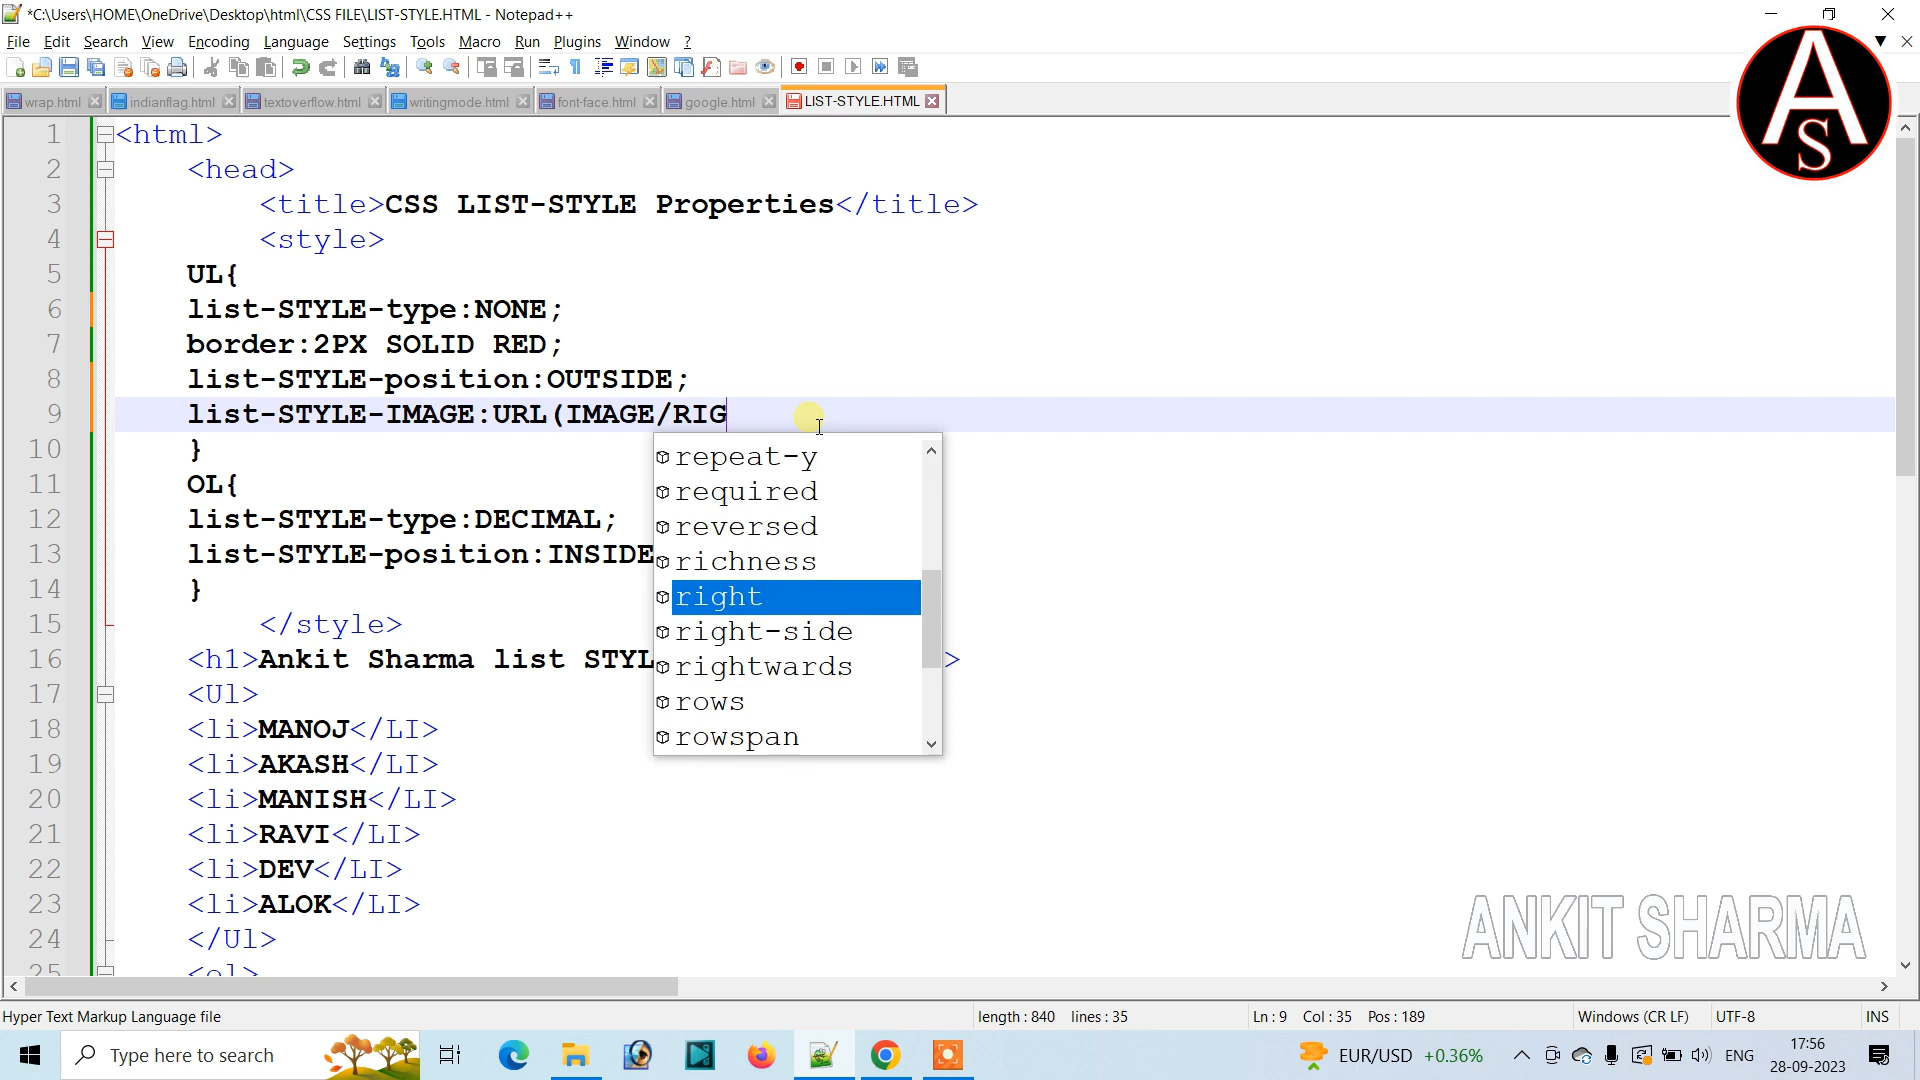 *C:\Users\HOME\OneDrive\Desktop\html\CSS FILE\LIST-STYLE.HTML - Notepad++
File Edit Search View Encoding Language Settings Tools Macro Run Plugins Window ?
wrap.html indianflag.html textoverflow.html writingmode.html font-face.html google.html LIST-STYLE.HTML
AS
1 <html>
2 <head>
3 <title>CSS LIST-STYLE Properties</title>
4 <style>
5 UL{
6 list-STYLE-type:NONE;
7 border:2PX SOLID RED;
8 list-STYLE-position:OUTSIDE;
9 list-STYLE-IMAGE:URL(IMAGE/RIG
10 }
11 OL{
12 list-STYLE-type:DECIMAL;
13 list-STYLE-position:INSIDE
14 }
15 </style>
16 <h1>Ankit Sharma list STYL >
17 <Ul>
18 <li>MANOJ</LI>
19 <li>AKASH</LI>
20 <li>MANISH</LI>
21 <li>RAVI</LI>
22 <li>DEV</LI>
23 <li>ALOK</LI>
24 </Ul>
25 <ol>
repeat-y
required
reversed
richness
right
right-side
rightwards
rows
rowspan
ANKIT SHARMA
Hyper Text Markup Language file length : 840 lines : 35 Ln : 9 Col : 35 Pos : 189 Windows (CR LF) UTF-8 INS
Type here to search EUR/USD +0.36% ENG 17:56
28-09-2023